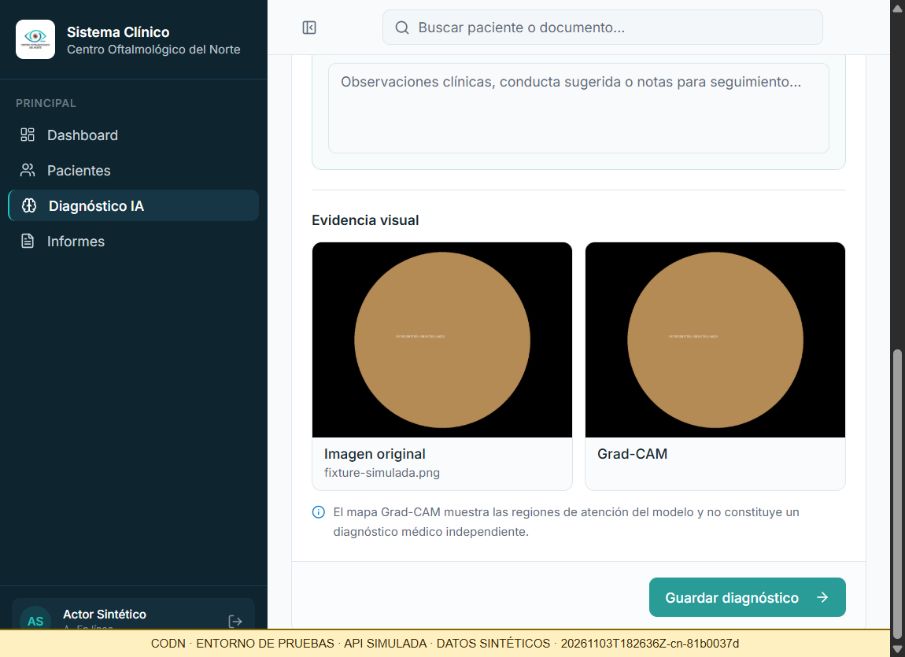 Sistema Clínico
Centro Oftalmológico del Norte
PRINCIPAL
Dashboard
Pacientes
Diagnóstico IA
Informes
AS
Actor Sintético
Buscar paciente o documento...
Observaciones clínicas, conducta sugerida o notas para seguimiento...
Evidencia visual
Imagen original
fixture-simulada.png
Grad-CAM
El mapa Grad-CAM muestra las regiones de atención del modelo y no constituye un
diagnóstico médico independiente.
Guardar diagnóstico
CODN · ENTORNO DE PRUEBAS · API SIMULADA · DATOS SINTÉTICOS · 20261103T182636Z-cn-81b0037d